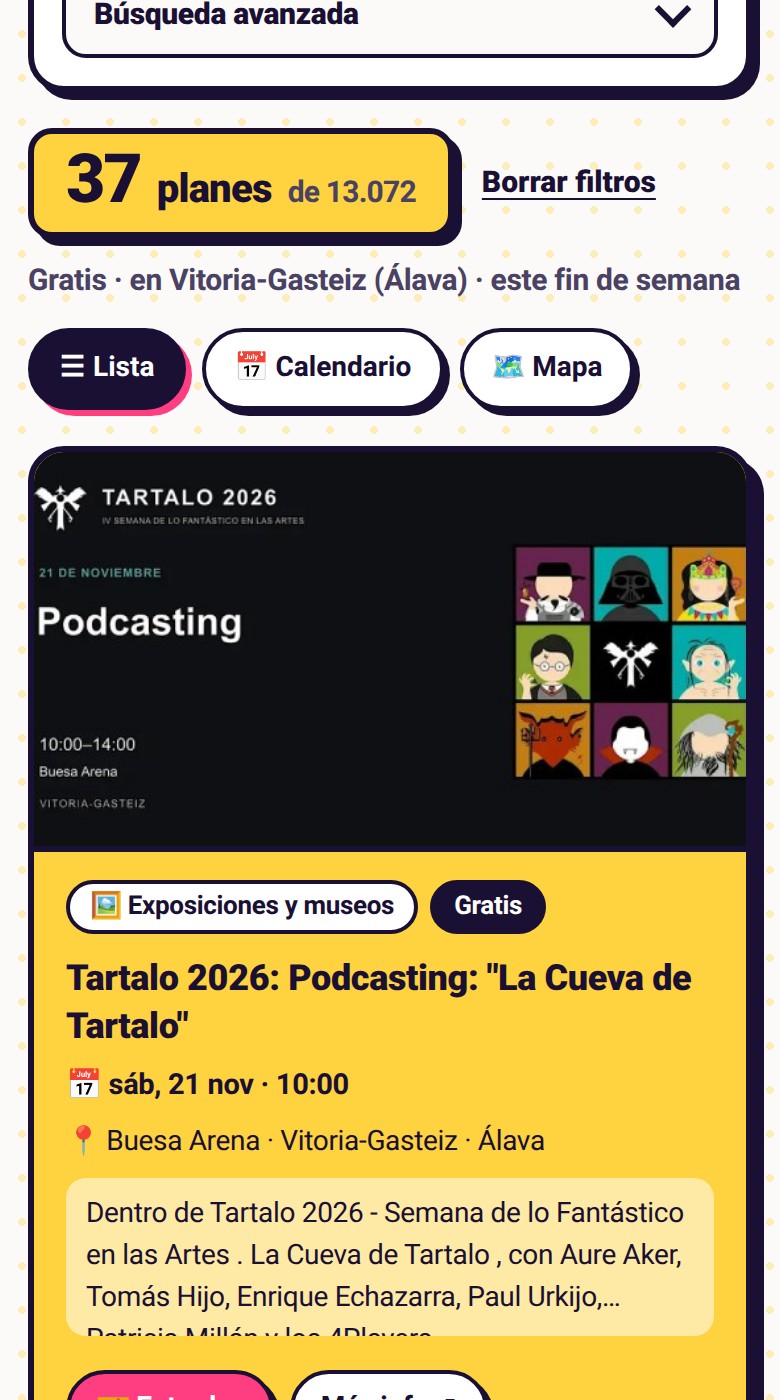 Búsqueda avanzada
37 planes de 13.072
Borrar filtros
Gratis · en Vitoria-Gasteiz (Álava) · este fin de semana
☰ Lista
📅 Calendario
🗺️ Mapa
TARTALO 2026
IV SEMANA DE LO FANTÁSTICO EN LAS ARTES
21 DE NOVIEMBRE
Podcasting
10:00–14:00
Buesa Arena
VITORIA-GASTEIZ
🖼️ Exposiciones y museos
Gratis
Tartalo 2026: Podcasting: "La Cueva de
Tartalo"
📅 sáb, 21 nov · 10:00
📍 Buesa Arena · Vitoria-Gasteiz · Álava
Dentro de Tartalo 2026 - Semana de lo Fantástico
en las Artes . La Cueva de Tartalo , con Aure Aker,
Tomás Hijo, Enrique Echazarra, Paul Urkijo,...